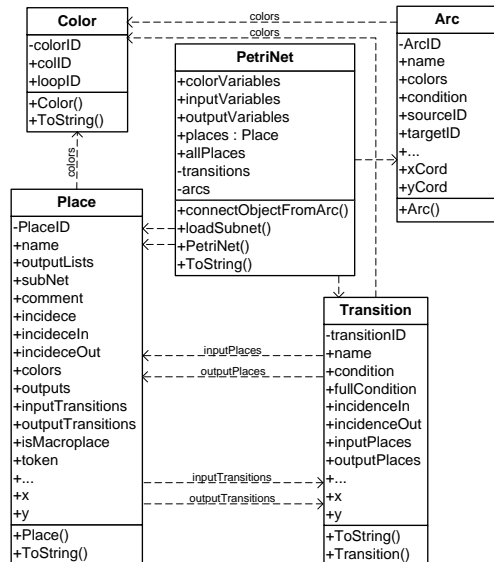 Color
-colorID
+colID
+loopID
+Color()
+ToString()
colors
colors
Arc
-ArcID
+name
+colors
+condition
+sourceID
+targetID
+...
+xCord
+yCord
+Arc()
PetriNet
+colorVariables
+inputVariables
+outputVariables
+places : Place
+allPlaces
-transitions
-arcs
+connectObjectFromArc()
+loadSubnet()
+PetriNet()
+ToString()
colors
Place
-PlaceID
+name
+outputLists
+subNet
+comment
+incidece
+incideceIn
+incideceOut
+colors
+outputs
+inputTransitions
+outputTransitions
+isMacroplace
+token
+...
+x
+y
+Place()
+ToString()
inputPlaces
outputPlaces
inputTransitions
outputTransitions
Transition
-transitionID
+name
+condition
+fullCondition
+incidenceIn
+incidenceOut
+inputPlaces
+outputPlaces
+...
+x
+y
+ToString()
+Transition()